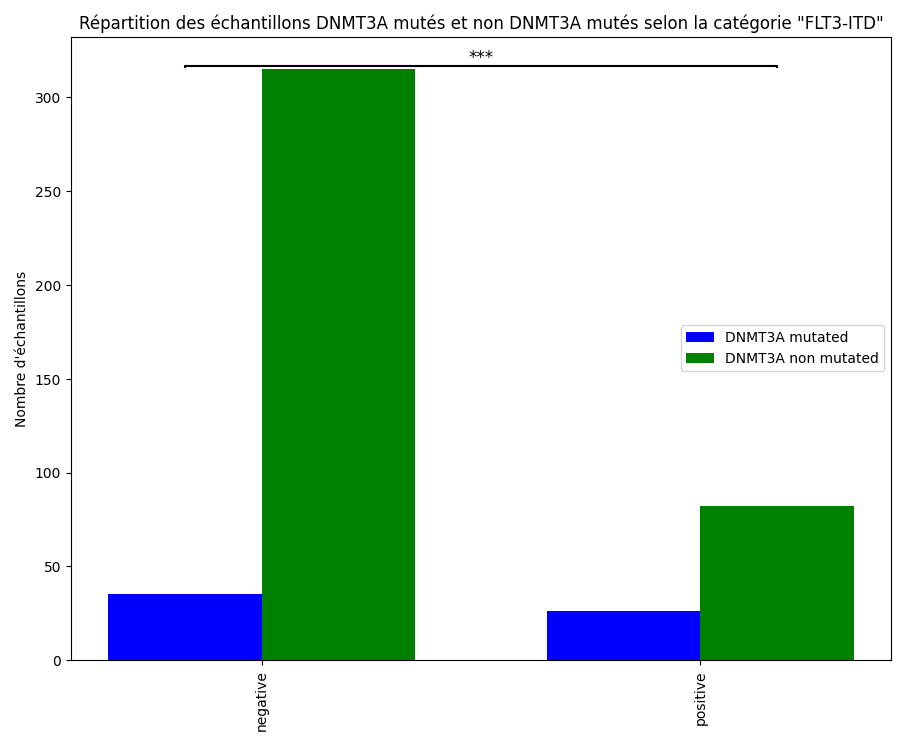 Répartition des échantillons DNMT3A mutés et non DNMT3A mutés selon la catégorie "FLT3-ITD"
***
300
250
200
150
100
50
0
Nombre d'échantillons
DNMT3A mutated
DNMT3A non mutated
negative
positive